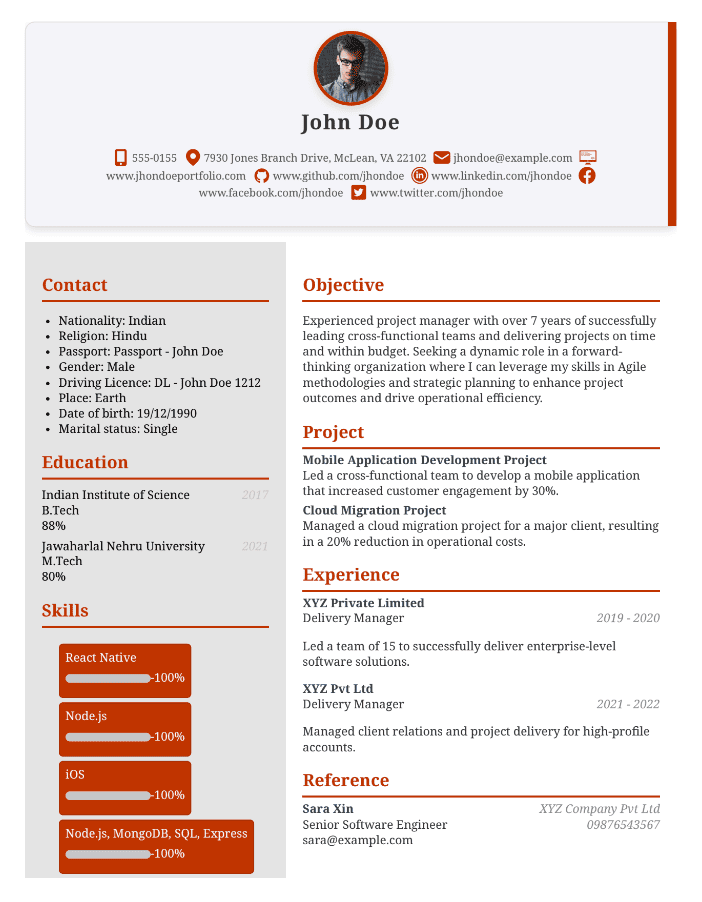 John Doe
555-0155 7930 Jones Branch Drive, McLean, VA 22102 jhondoe@example.com
www.jhondoeportfolio.com www.github.com/jhondoe www.linkedin.com/jhondoe
www.facebook.com/jhondoe www.twitter.com/jhondoe
Contact
• Nationality: Indian
• Religion: Hindu
• Passport: Passport - John Doe
• Gender: Male
• Driving Licence: DL - John Doe 1212
• Place: Earth
• Date of birth: 19/12/1990
• Marital status: Single
Education
Indian Institute of Science 2017
B.Tech
88%
Jawaharlal Nehru University 2021
M.Tech
80%
Skills
React Native
-100%
Node.js
-100%
iOS
-100%
Node.js, MongoDB, SQL, Express
-100%
Objective
Experienced project manager with over 7 years of successfully
leading cross-functional teams and delivering projects on time
and within budget. Seeking a dynamic role in a forward-
thinking organization where I can leverage my skills in Agile
methodologies and strategic planning to enhance project
outcomes and drive operational efficiency.
Project
Mobile Application Development Project
Led a cross-functional team to develop a mobile application
that increased customer engagement by 30%.
Cloud Migration Project
Managed a cloud migration project for a major client, resulting
in a 20% reduction in operational costs.
Experience
XYZ Private Limited
Delivery Manager 2019 - 2020
Led a team of 15 to successfully deliver enterprise-level
software solutions.
XYZ Pvt Ltd
Delivery Manager 2021 - 2022
Managed client relations and project delivery for high-profile
accounts.
Reference
Sara Xin XYZ Company Pvt Ltd
Senior Software Engineer 09876543567
sara@example.com